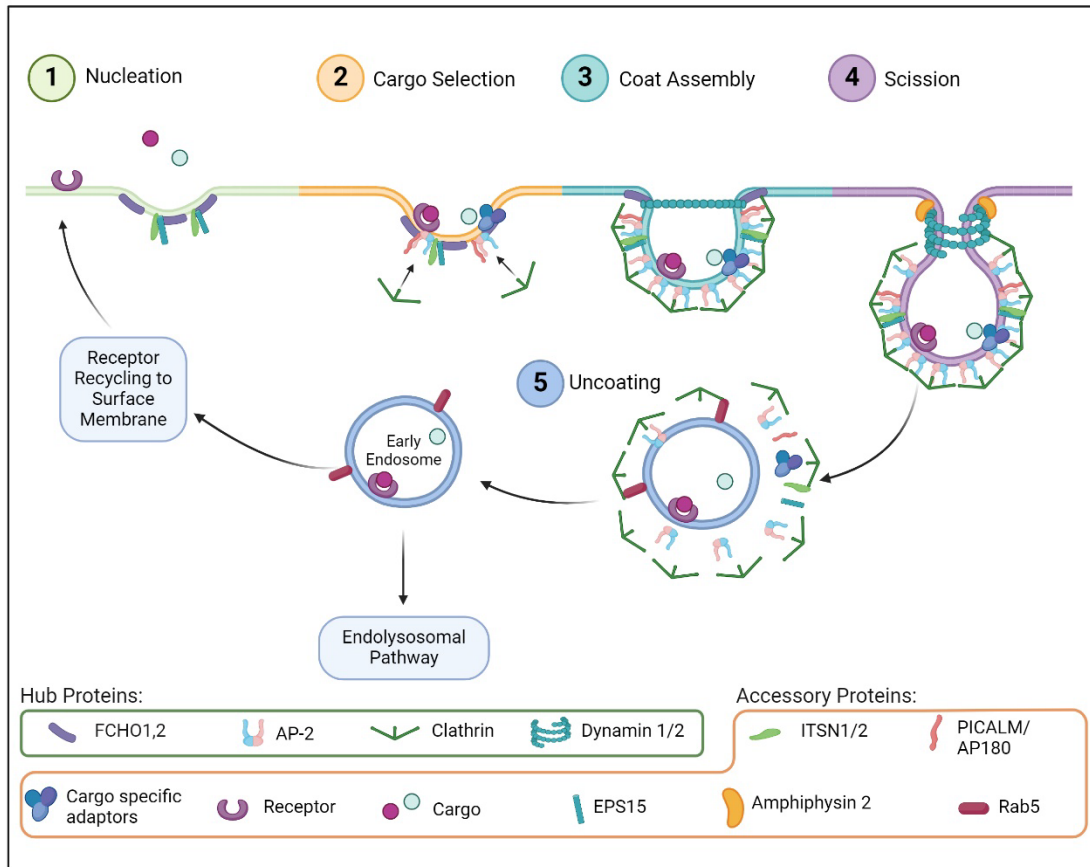 1 Nucleation
2 Cargo Selection
3 Coat Assembly
4 Scission
Receptor
Recycling to
Surface
Membrane
5 Uncoating
Early
Endosome
Endolysosomal
Pathway
Hub Proteins:
FCHO1,2
AP-2
Clathrin
Dynamin 1/2
Accessory Proteins:
ITSN1/2
PICALM/
AP180
Cargo specific
adaptors
Receptor
Cargo
EPS15
Amphiphysin 2
Rab5